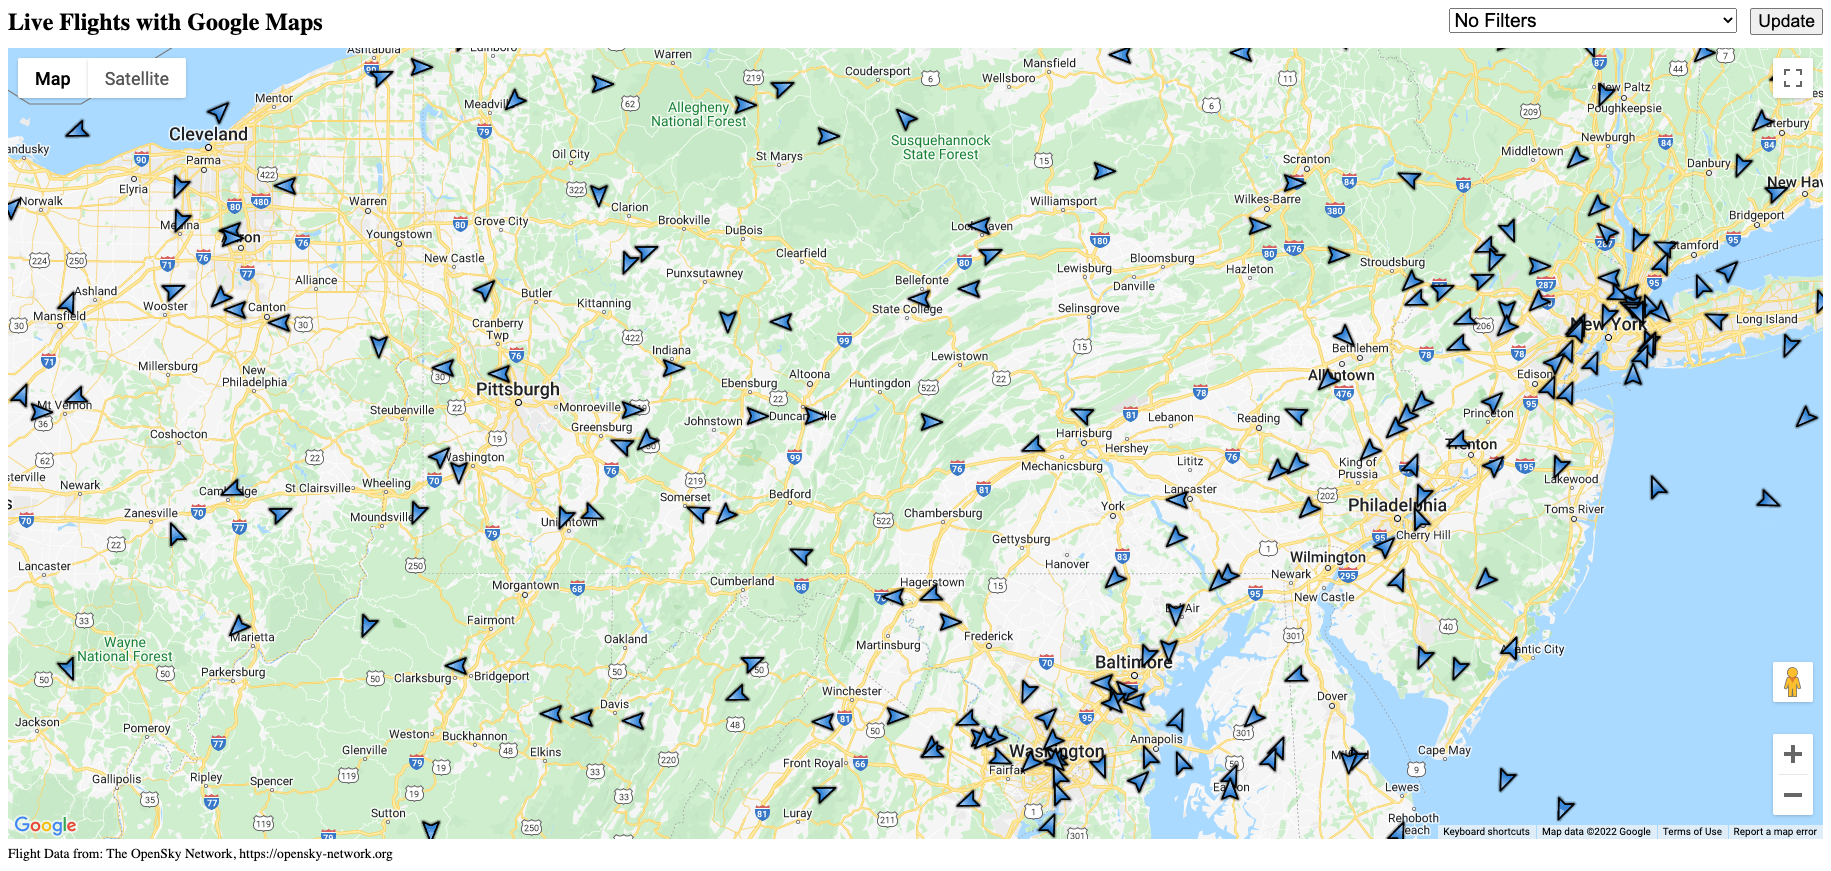 Live Flights with Google Maps
No Filters
Update
Map
Satellite
Ashtabula
Edinboro
Warren
Coudersport
Mansfield
Wellsboro
New Paltz
Poughkeepsie
Mentor
Meadville
Allegheny
National Forest
Cleveland
Susquehannock
State Forest
Newburgh
Middletown
Danbury
Parma
Oil City
St Marys
Scranton
Elyria
Norwalk
Warren
Clarion
Grove City
Brookville
Williamsport
Wilkes-Barre
New Hav
Bridgeport
Medina
Youngstown
DuBois
Lock Haven
Stamford
New Castle
Clearfield
Bloomsburg
Stroudsburg
Lewisburg
Hazleton
Punxsutawney
Bellefonte
Danville
Alliance
Ashland
Wooster
Canton
Butler
Kittanning
State College
Selinsgrove
Mansfield
Cranberry
Twp
New York
Long Island
Indiana
Lewistown
Bethlehem
Millersburg
New
Philadelphia
Pittsburgh
Ebensburg
Altoona
Huntingdon
Allentown
Edison
Mt Vernon
Steubenville
Monroeville
Greensburg
Johnstown
Duncansville
Lebanon
Reading
Princeton
Coshocton
Harrisburg
Hershey
Trenton
Washington
Mechanicsburg
Lititz
King of
Prussia
Newark
St Clairsville
Wheeling
Cambridge
Somerset
Bedford
Lancaster
Lakewood
Zanesville
Moundsville
Uniontown
Chambersburg
York
Philadelphia
Toms River
Cherry Hill
Gettysburg
Lancaster
Hanover
Wilmington
Morgantown
Cumberland
Hagerstown
Newark
New Castle
Bel Air
Fairmont
Wayne
National Forest
Marietta
Oakland
Martinsburg
Frederick
Atlantic City
Parkersburg
Clarksburg
Bridgeport
Baltimore
Winchester
Dover
Jackson
Pomeroy
Davis
Weston
Buckhannon
Elkins
Glenville
Washington
Annapolis
Cape May
Front Royal
Fairfax
Milford
Gallipolis
Ripley
Spencer
Easton
Lewes
Sutton
Luray
Rehoboth
Beach
Google
Keyboard shortcuts
Map data ©2022 Google
Terms of Use
Report a map error
Flight Data from: The OpenSky Network, https://opensky-network.org